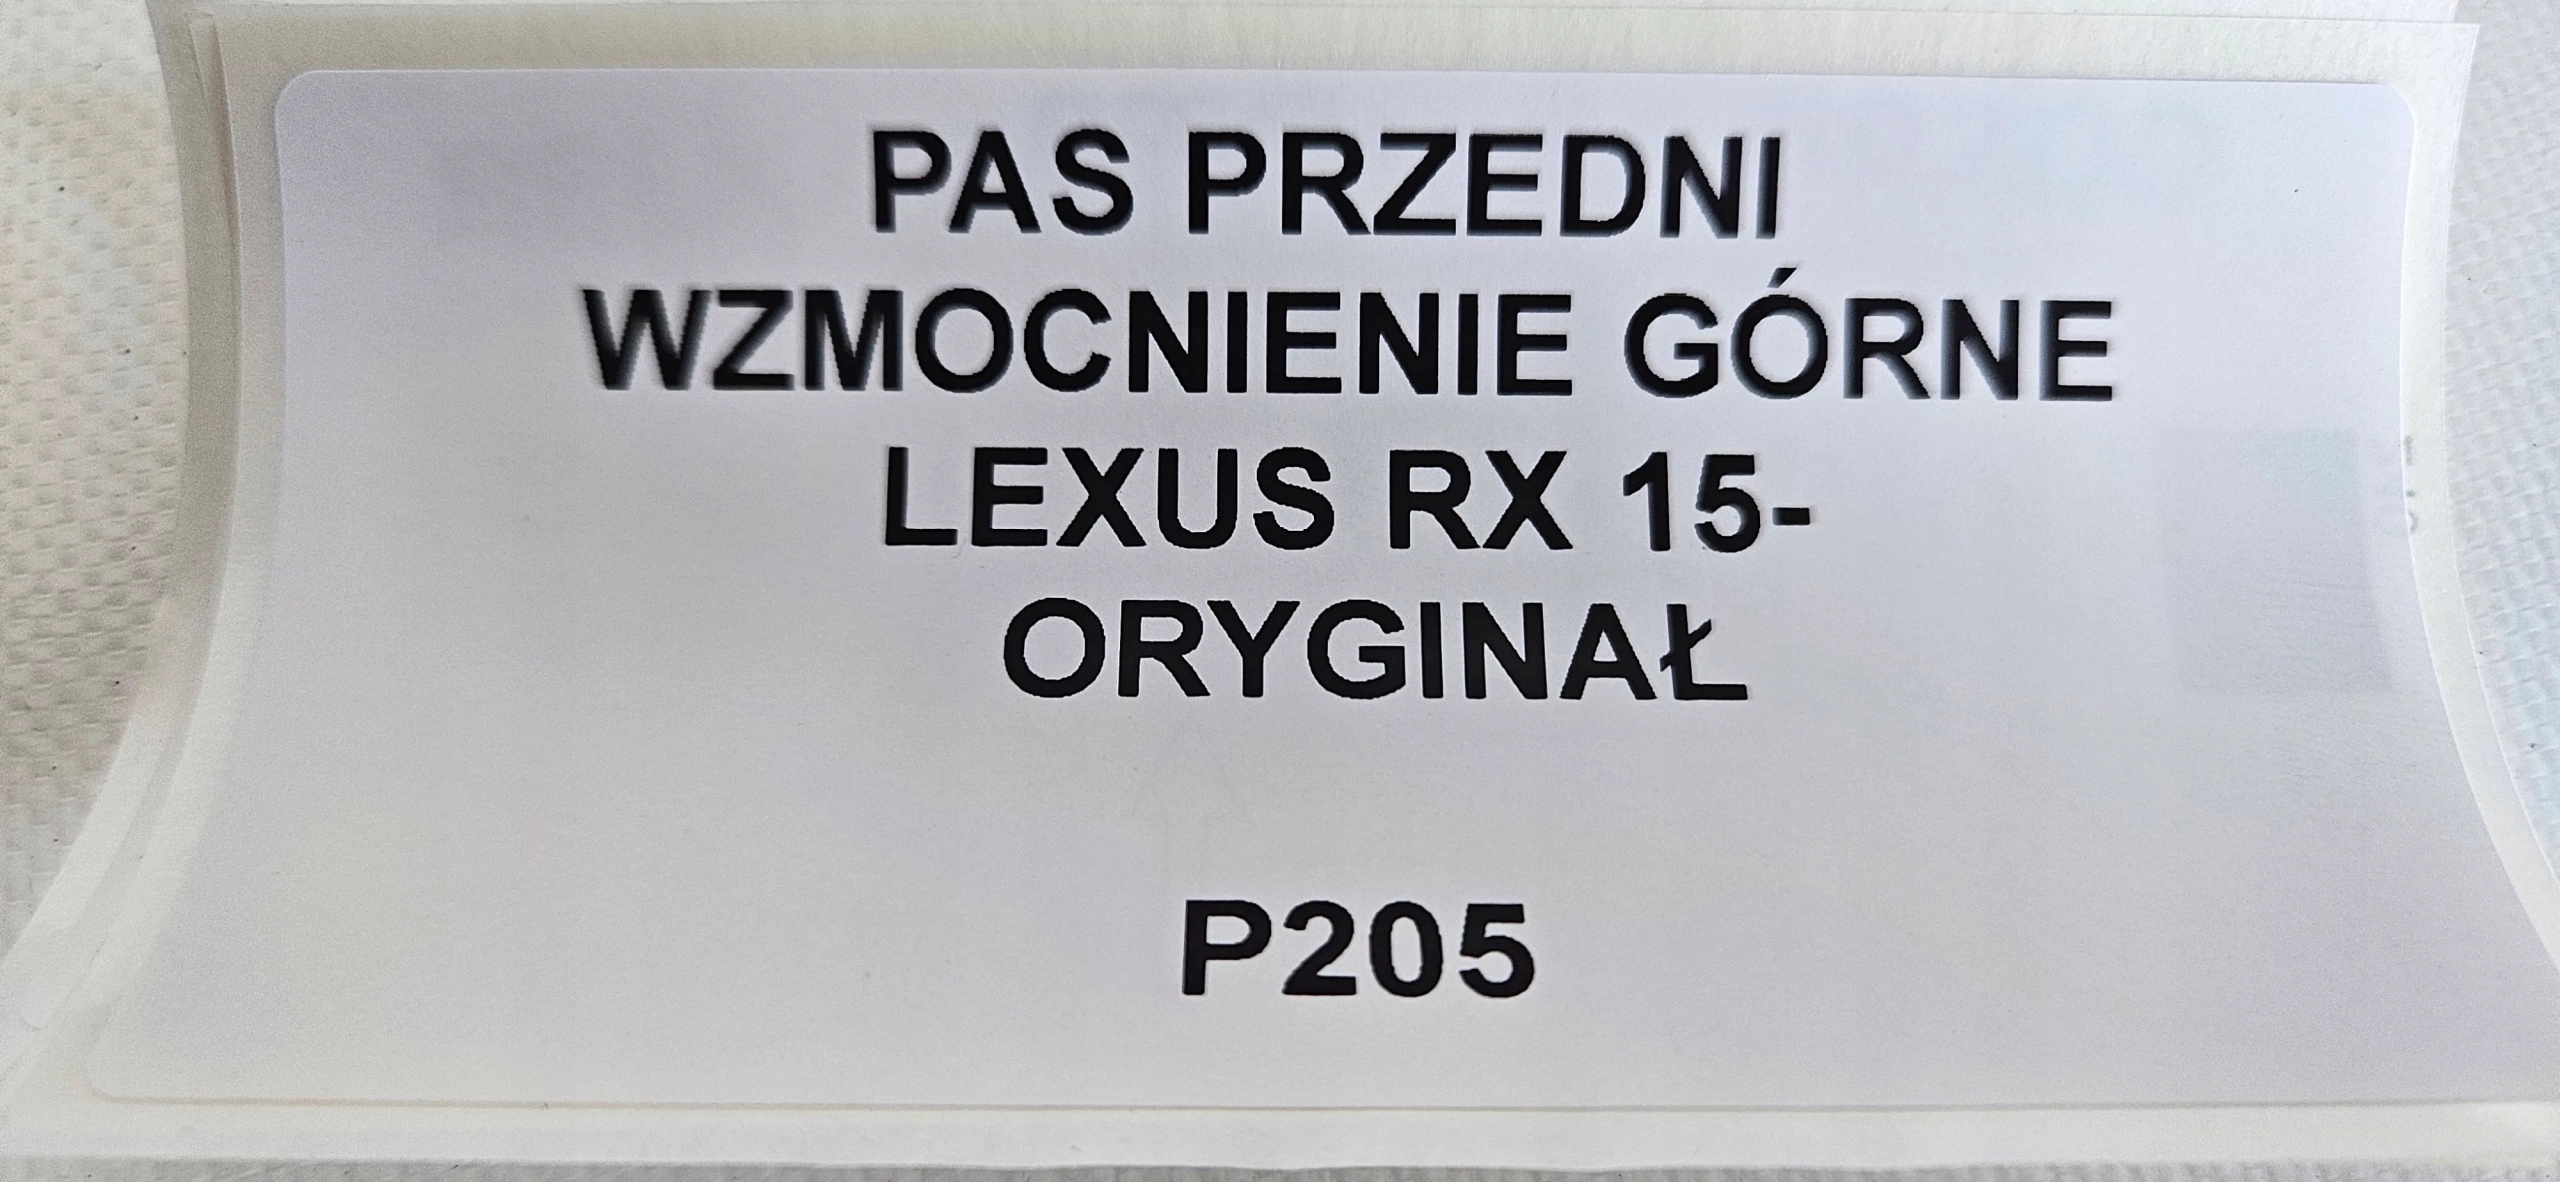 PAS PRZEDNI
WZMOCNIENIE GÓRNE
LEXUS RX 15-
ORYGINAŁ
P205